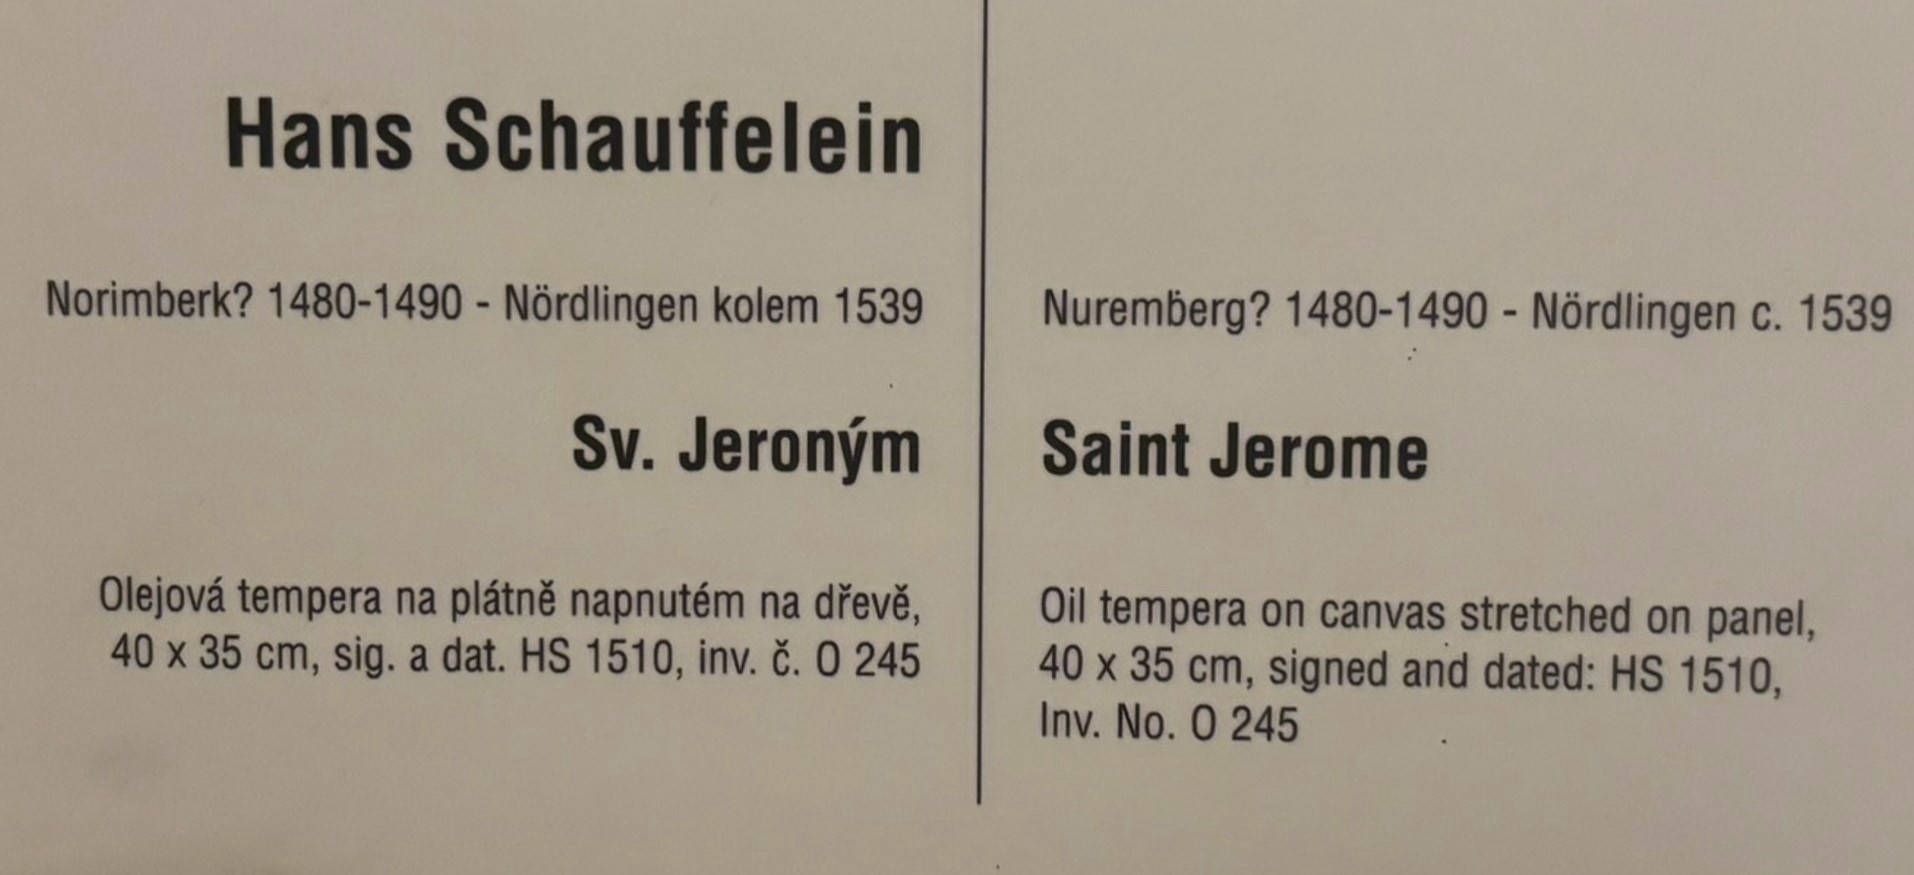 Hans Schauffelein
Norimberk? 1480-1490 - Nördlingen kolem 1539
Sv. Jeroným
Olejová tempera na plátně napnutém na dřevě,
40 x 35 cm, sig. a dat. HS 1510, inv. č. O 245
Nuremberg? 1480-1490 - Nördlingen c. 1539
Saint Jerome
Oil tempera on canvas stretched on panel,
40 x 35 cm, signed and dated: HS 1510,
Inv. No. O 245